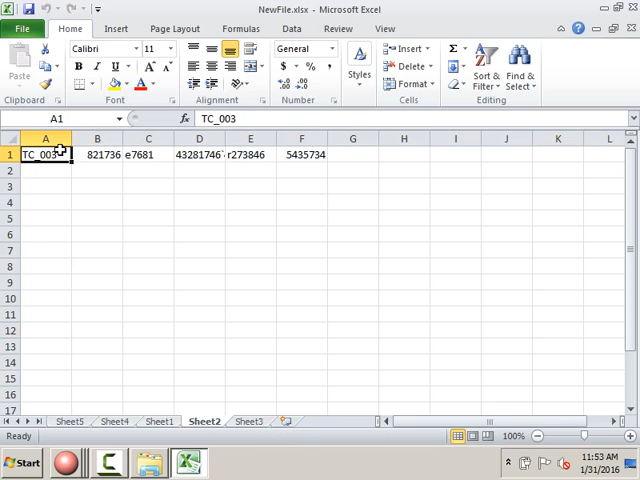 NewFile.xlsx - Microsoft Excel
File Home Insert Page Layout Formulas Data Review View
Paste
Calibri 11
B I U
A A
General
$ % ,
Styles
Insert
Delete
Format
Sort & Filter
Find & Select
Clipboard Font Alignment Number Cells Editing
A1 fx TC_003
A B C D E F G H I J K L
1 TC_003 821736 e7681 43281746 r273846 5435734
2
3
4
5
6
7
8
9
10
11
12
13
14
15
16
17
Sheet5 Sheet4 Sheet1 Sheet2 Sheet3
Ready 100%
Start
11:53 AM
1/31/2016